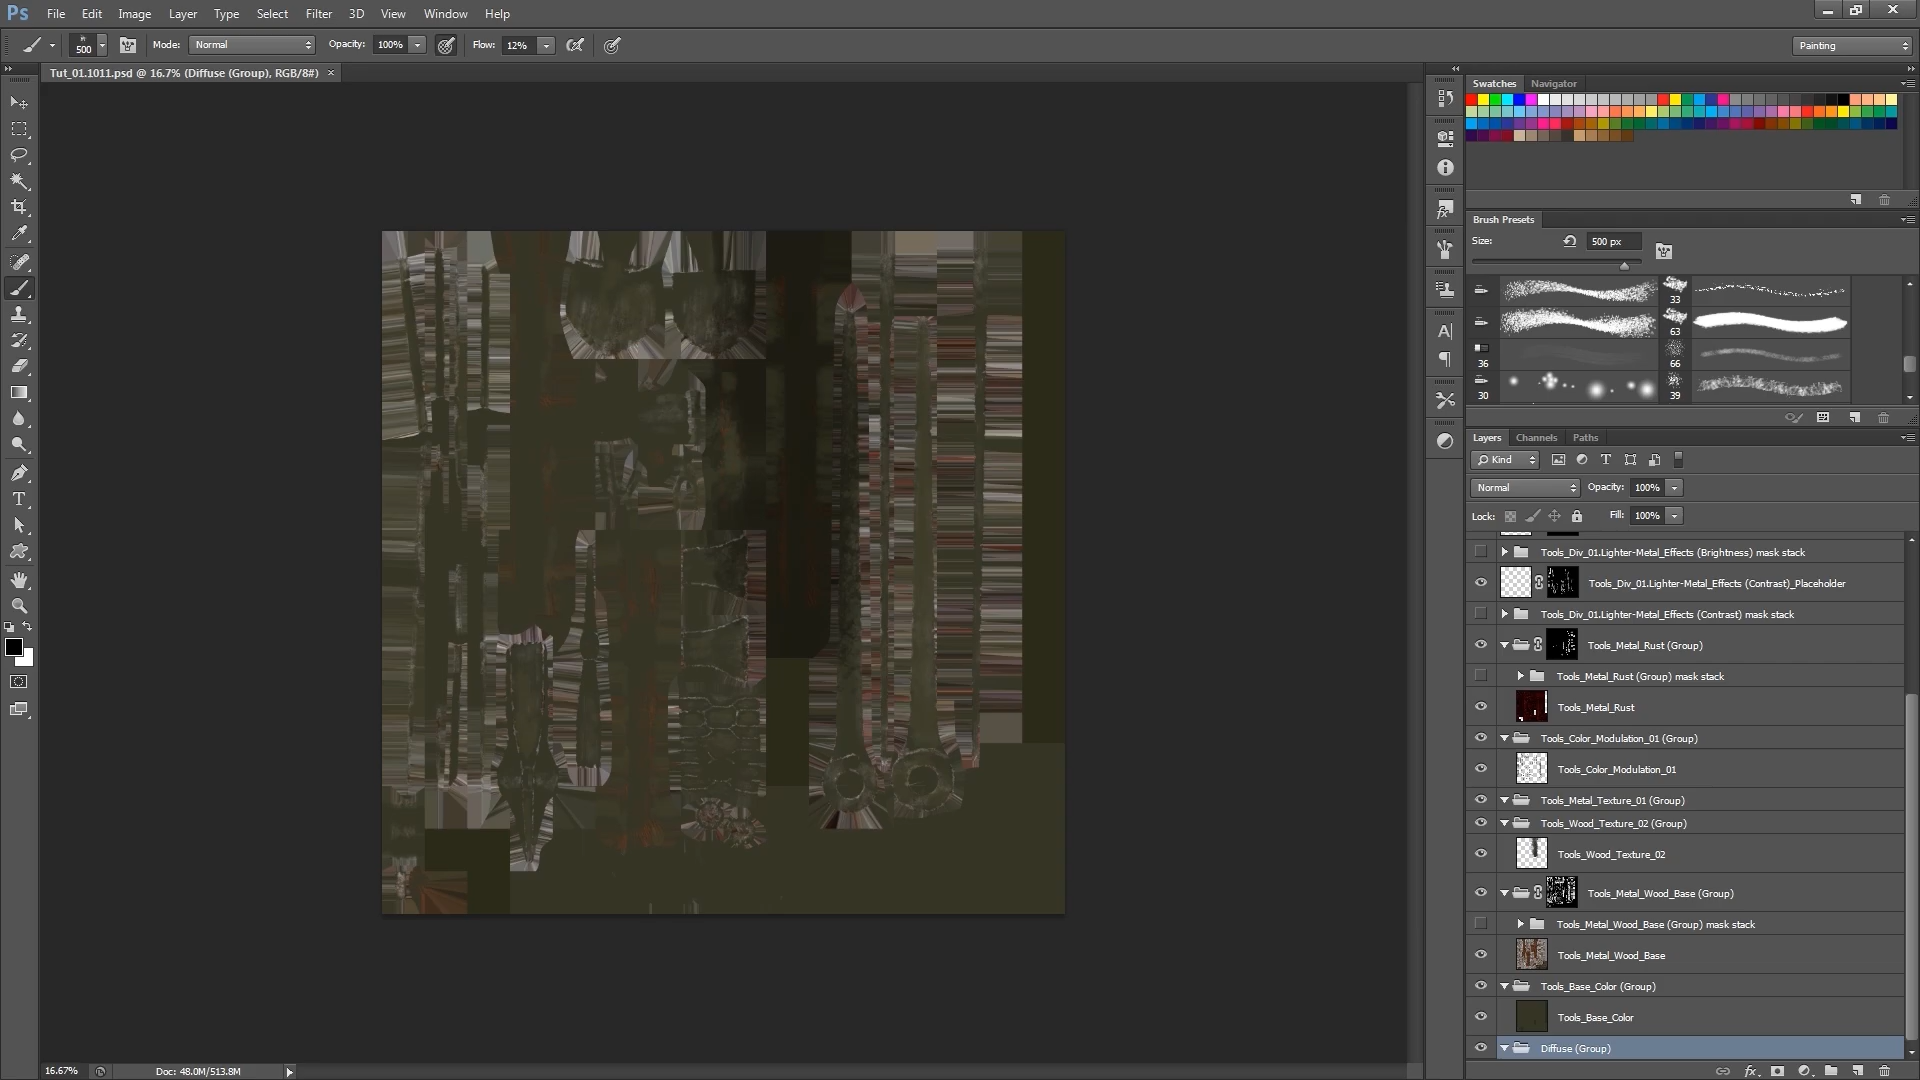 Ps File Edit Image Layer Type Select Filter 3D View Window Help
500 Mode: Normal Opacity: 100% Flow: 12% Painting
Tut_01.1011.psd @ 16.7% (Diffuse (Group), RGB/8#) ×
Swatches Navigator
Brush Presets
Size: 500 px
33
63
36 66
30 39
Layers Channels Paths
Kind T
Normal Opacity: 100%
Lock: Fill: 100%
Tools_Div_01.Lighter-Metal_Effects (Brightness) mask stack
Tools_Div_01.Lighter-Metal_Effects (Contrast)_Placeholder
Tools_Div_01.Lighter-Metal_Effects (Contrast) mask stack
Tools_Metal_Rust (Group)
Tools_Metal_Rust (Group) mask stack
Tools_Metal_Rust
Tools_Color_Modulation_01 (Group)
Tools_Color_Modulation_01
Tools_Metal_Texture_01 (Group)
Tools_Wood_Texture_02 (Group)
Tools_Wood_Texture_02
Tools_Metal_Wood_Base (Group)
Tools_Metal_Wood_Base (Group) mask stack
Tools_Metal_Wood_Base
Tools_Base_Color (Group)
Tools_Base_Color
Diffuse (Group)
16.67% Doc: 48.0M/513.8M fx